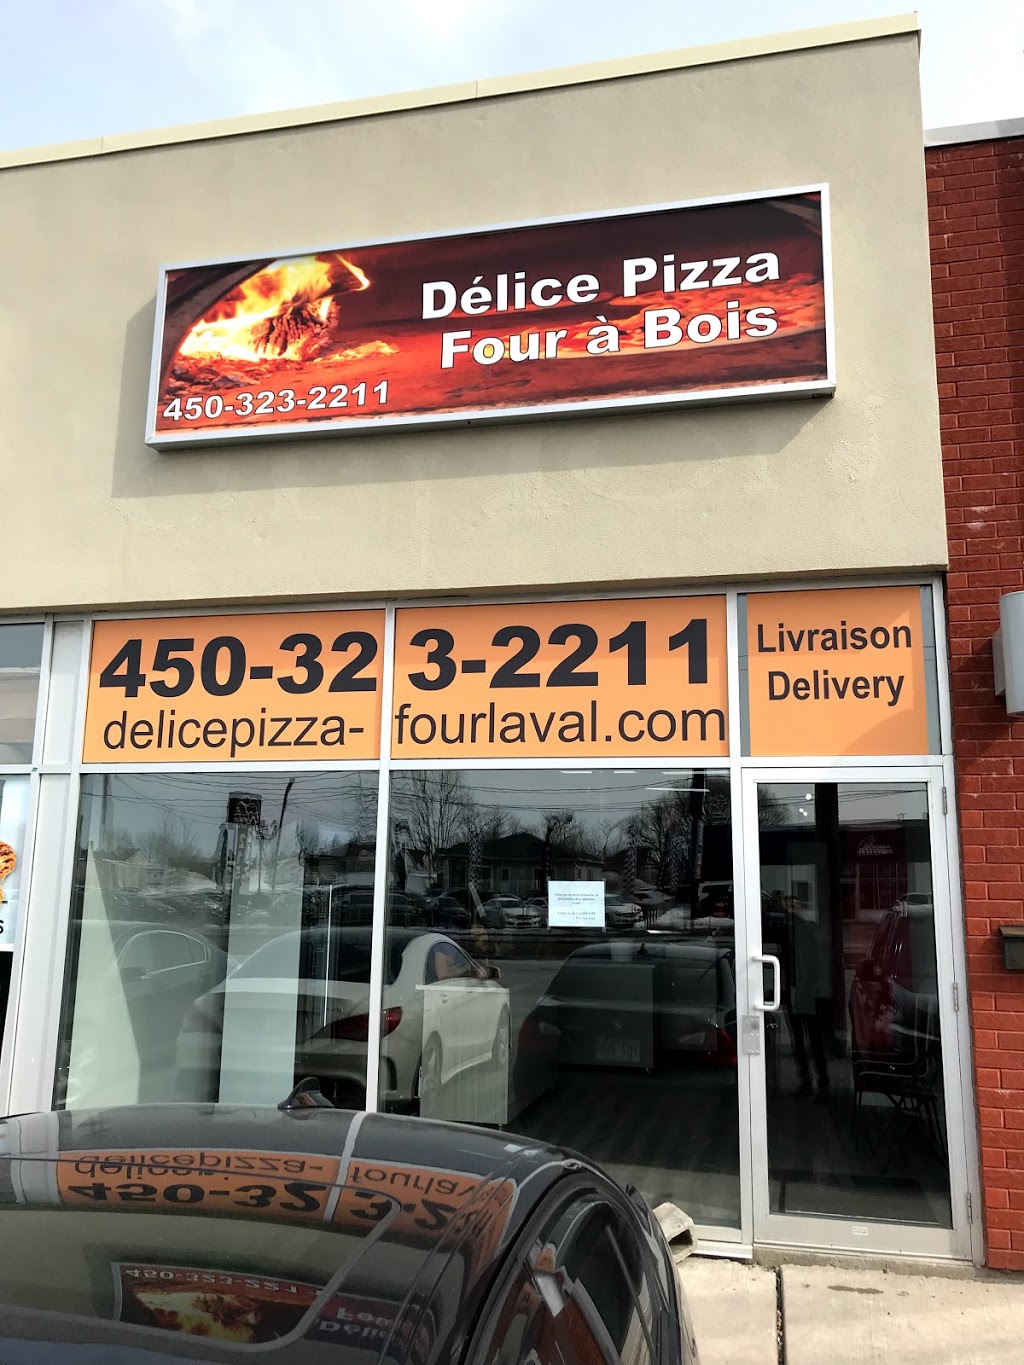 Délice Pizza
Four à Bois
450-323-2211
450-323-2211
delicepizza-fourlaval.com
Livraison
Delivery